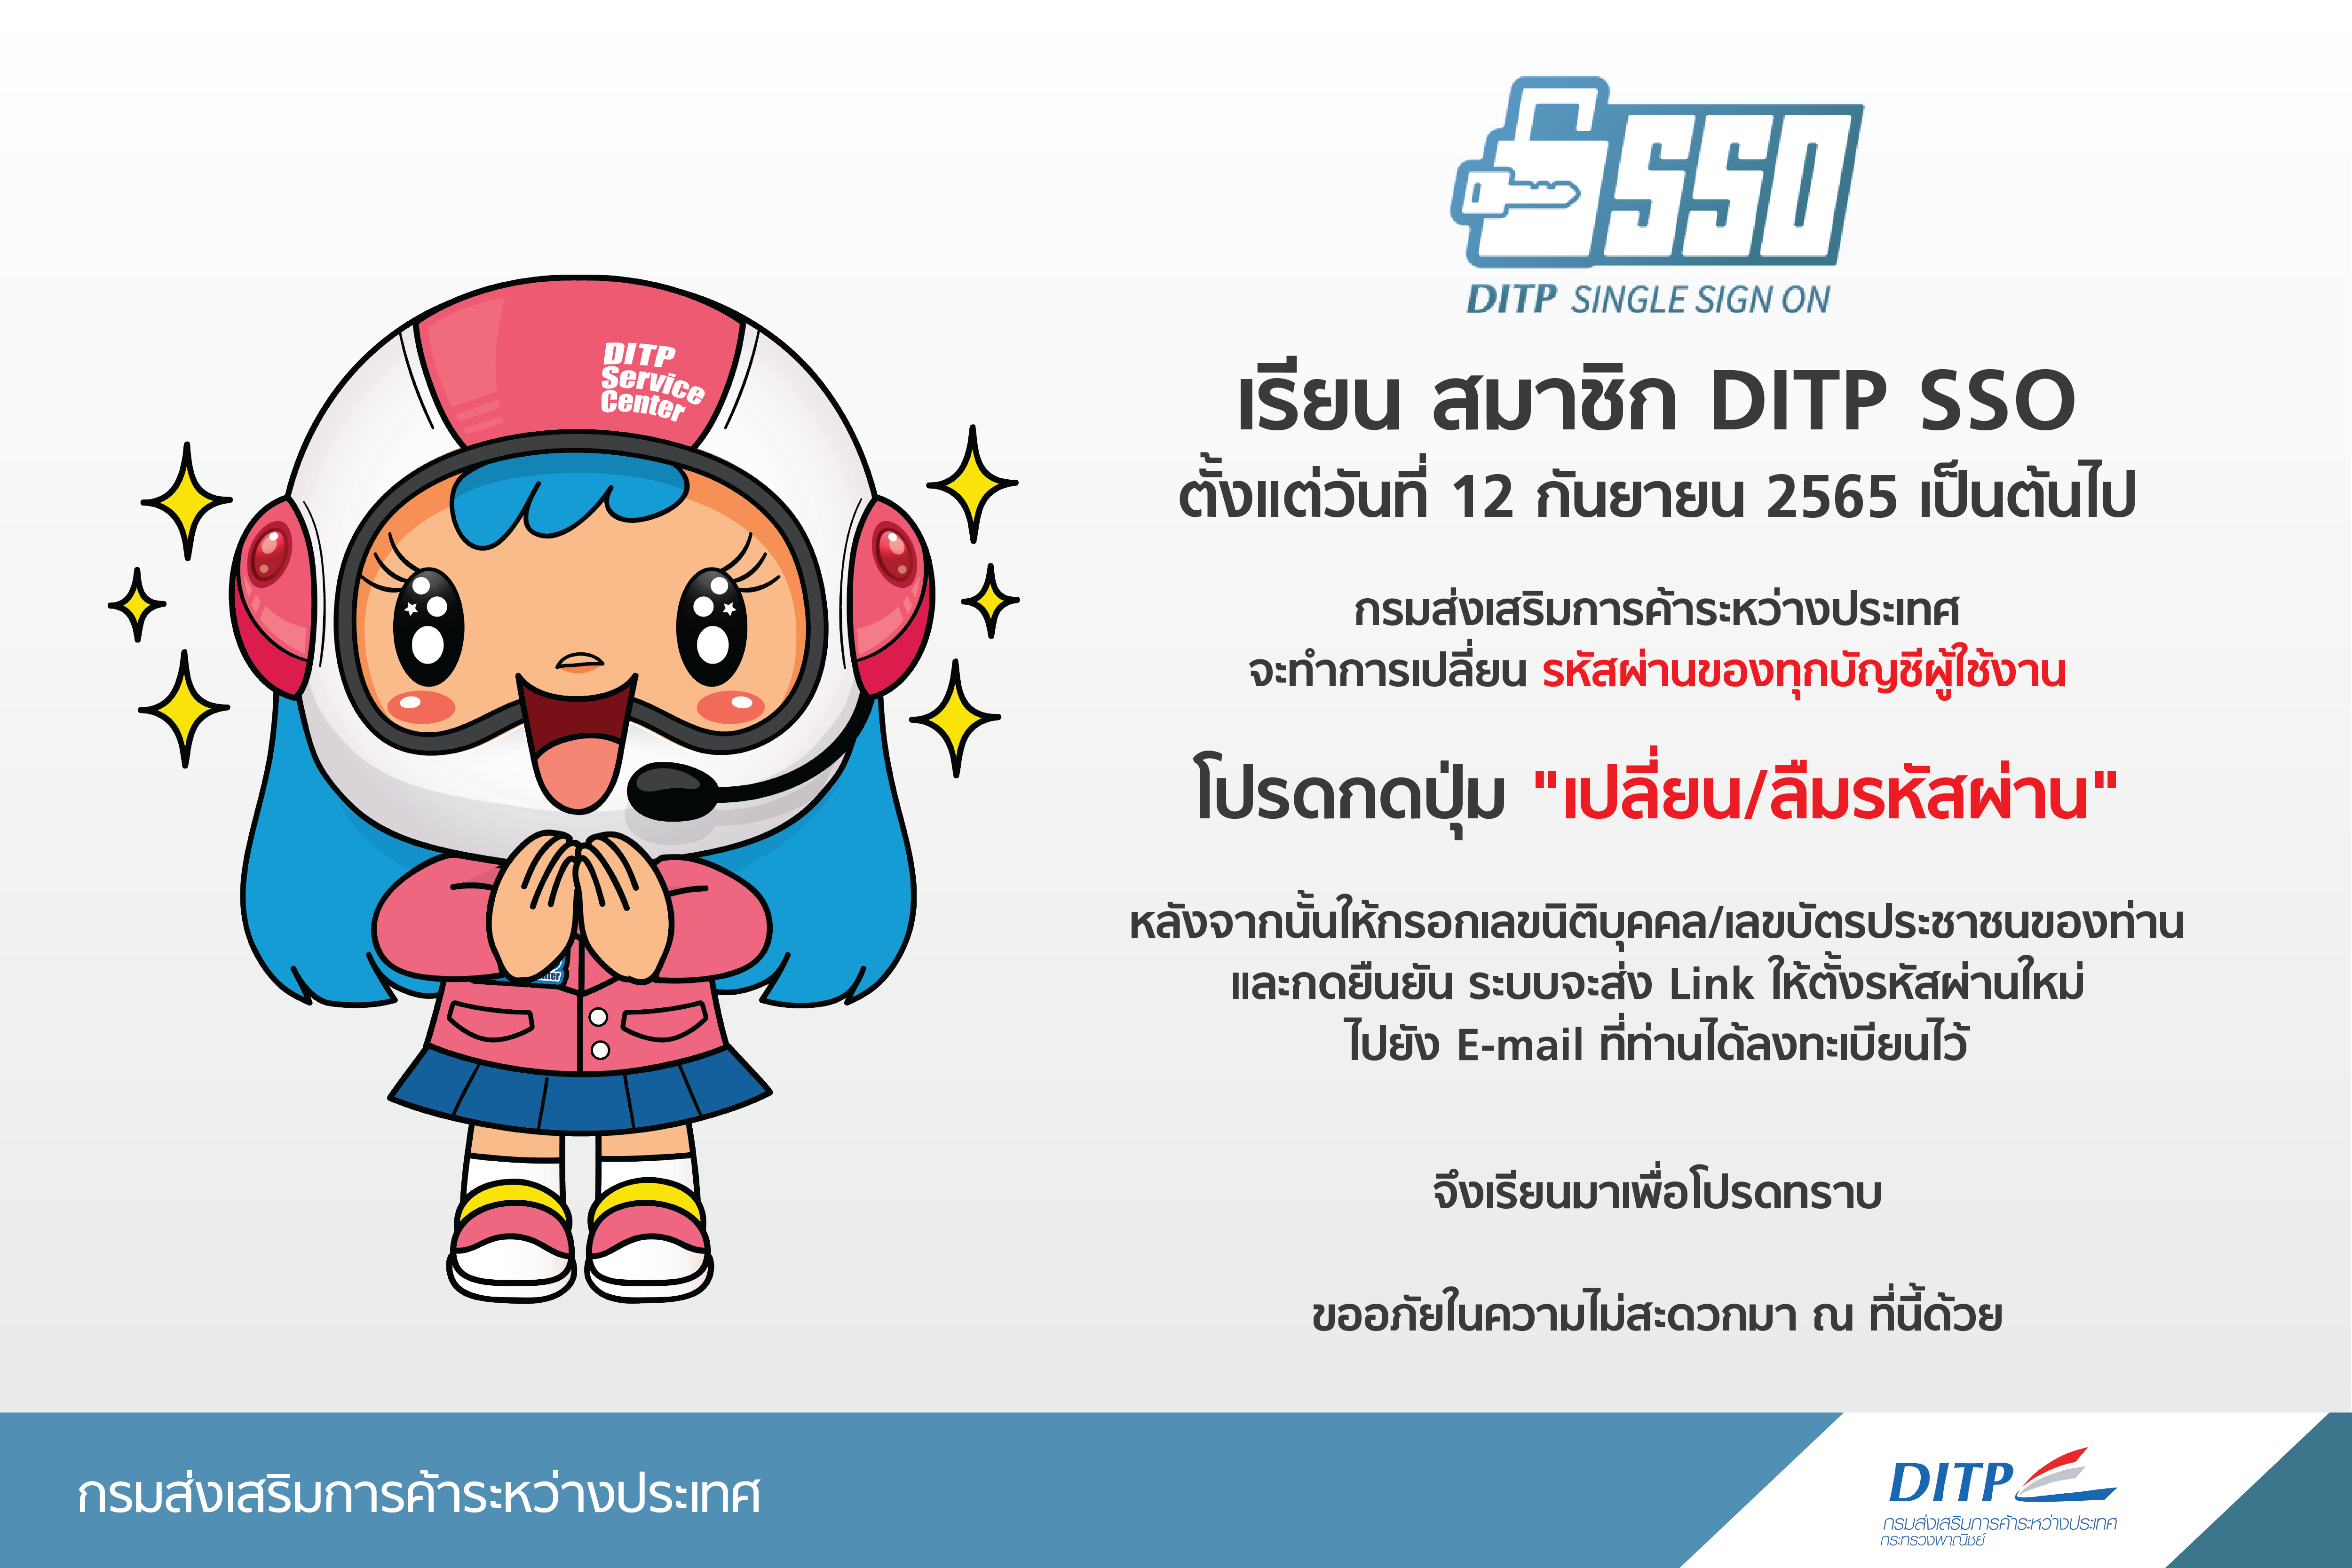 SSO
DITP SINGLE SIGN ON
DITP
Service
Center
เรียน สมาชิก DITP SSO
ตั้งแต่วันที่ 12 กันยายน 2565 เป็นต้นไป
กรมส่งเสริมการค้าระหว่างประเทศ
จะทำการเปลี่ยน รหัสผ่านของทุกบัญชีผู้ใช้งาน
โปรดกดปุ่ม "เปลี่ยน/ลืมรหัสผ่าน"
หลังจากนั้นให้กรอกเลขนิติบุคคล/เลขบัตรประชาชนของท่าน
และกดยืนยัน ระบบจะส่ง Link ให้ตั้งรหัสผ่านใหม่
ไปยัง E-mail ที่ท่านได้ลงทะเบียนไว้
จึงเรียนมาเพื่อโปรดทราบ
ขออภัยในความไม่สะดวกมา ณ ที่นี้ด้วย
กรมส่งเสริมการค้าระหว่างประเทศ
DITP
กรมส่งเสริมการค้าระหว่างประเทศ
กระทรวงพาณิชย์